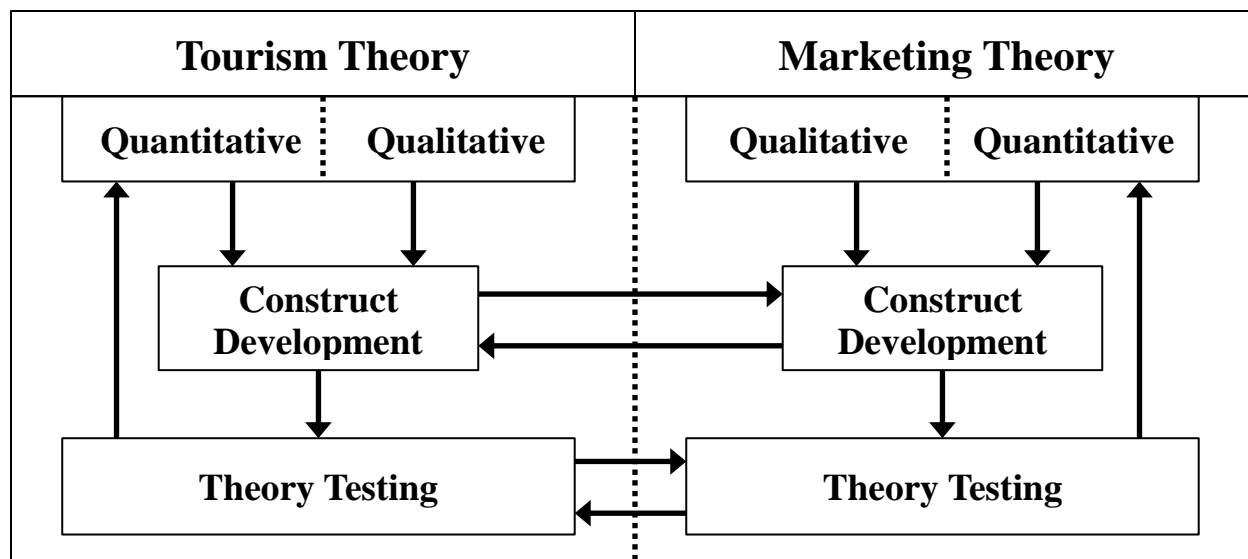 Tourism Theory
Marketing Theory
Quantitative
Qualitative
Qualitative
Quantitative
Construct
Development
Construct
Development
Theory Testing
Theory Testing